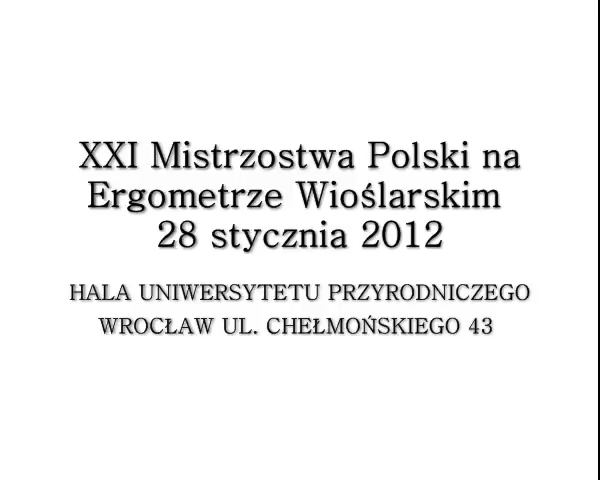 XXI Mistrzostwa Polski na
Ergometrze Wioślarskim
28 stycznia 2012
HALA UNIWERSYTETU PRZYRODNICZEGO
WROCŁAW UL. CHEŁMOŃSKIEGO 43